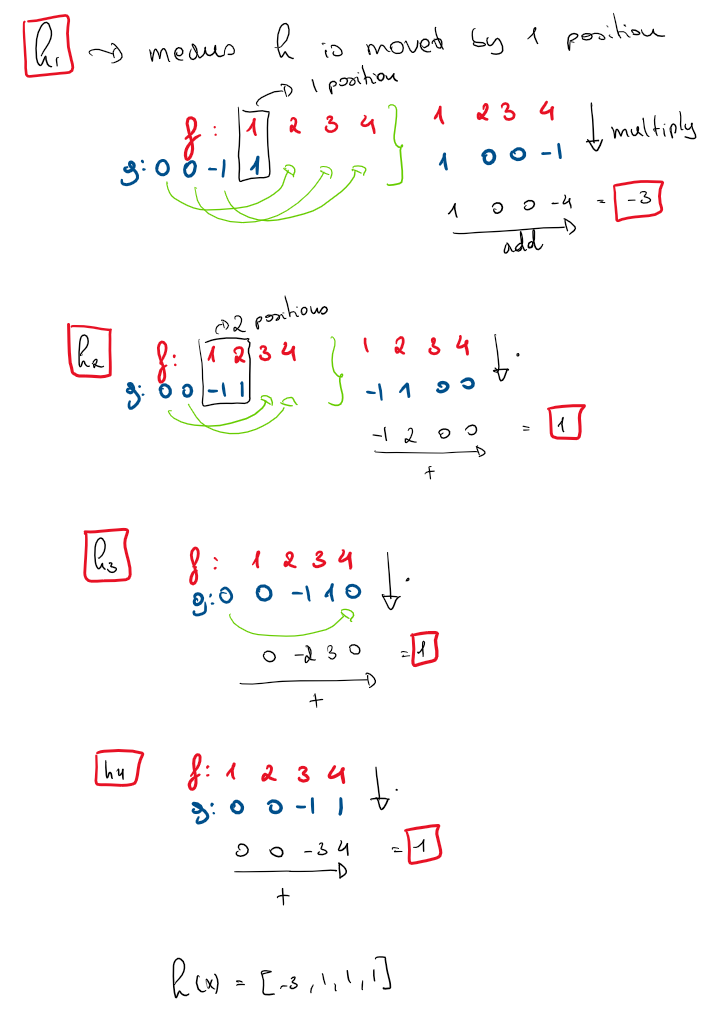 h₁ → means h is moved by 1 position
→ 1 position
f: 1 2 3 4 } 1 2 3 4 ↓ multiply
g: 0 0 -1 1 1 0 0 -1
1 0 0 -4 = -3
add
→ 2 positions
h₂ f: 1 2 3 4 } 1 2 3 4 ↓ .
g: 0 0 -1 1 -1 1 0 0
-1 2 0 0 = 1
+
h₃ f: 1 2 3 4 ↓ .
g: 0 0 -1 1 0
0 -2 3 0 = 1
+
h4 f: 1 2 3 4 ↓ .
g: 0 0 -1 1
0 0 -3 4 = 1
+
h(x) = [-3, 1, 1, 1]